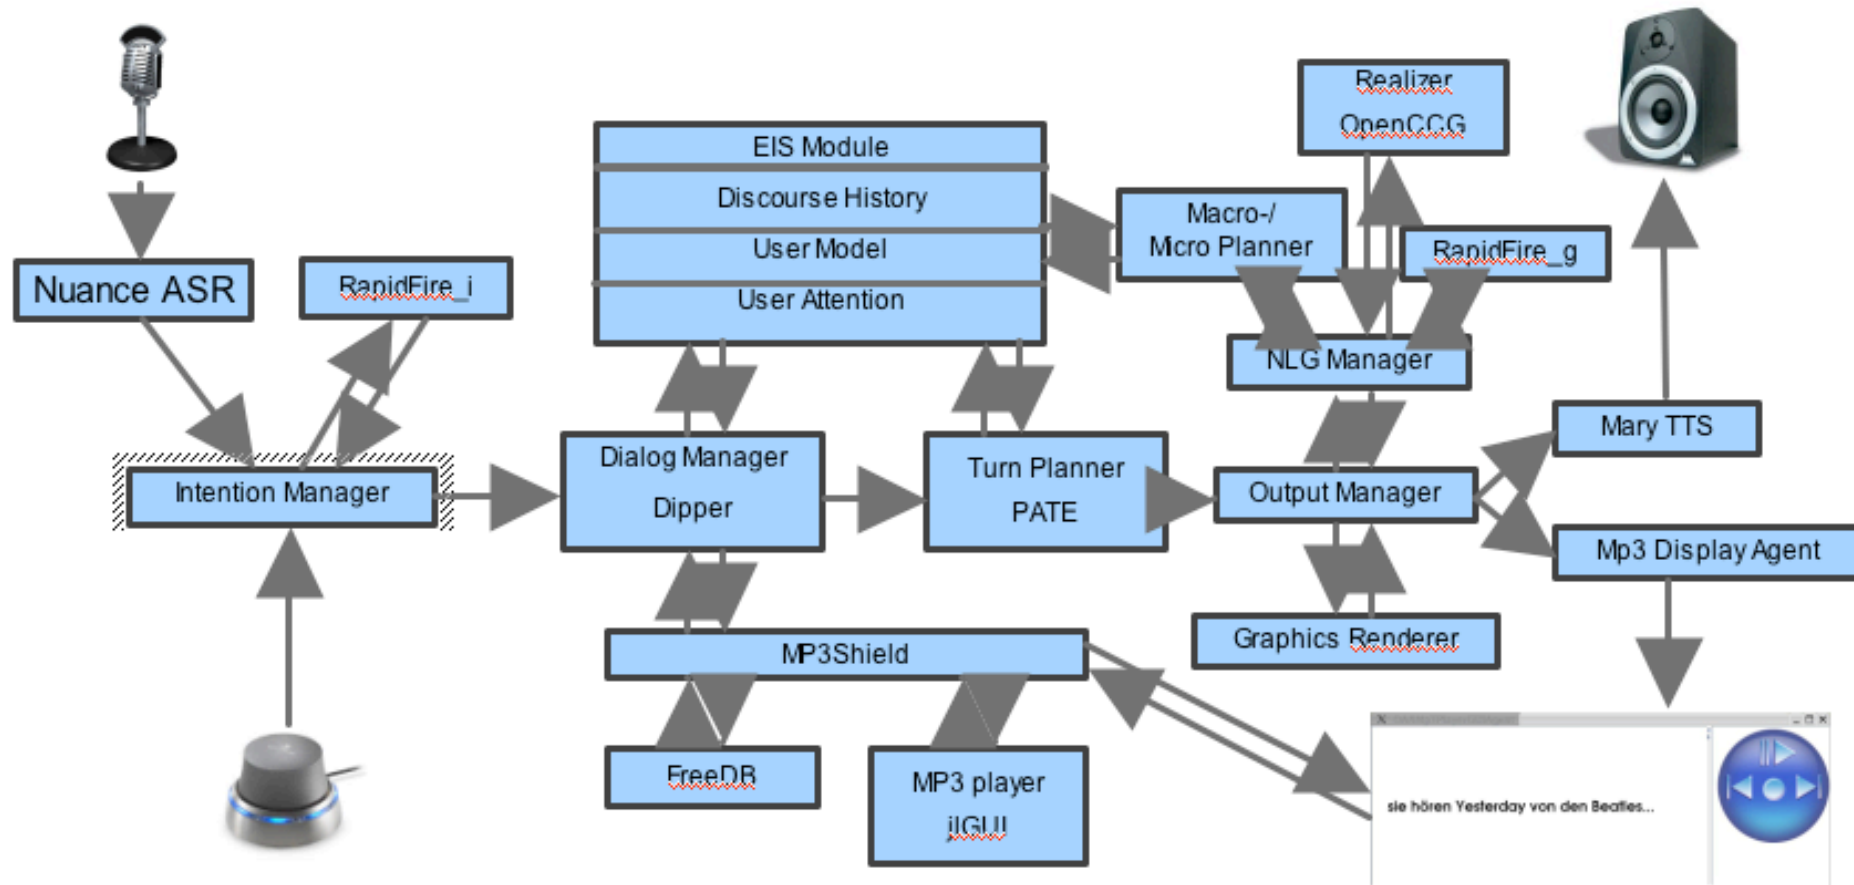 Realizer
OpenCCG
EIS Module
Discourse History
User Model
User Attention
Macro-/
Micro Planner
RapidFire_g
Nuance ASR
RapidFire_i
NLG Manager
Mary TTS
Intention Manager
Dialog Manager
Dipper
Turn Planner
PATE
Output Manager
Mp3 Display Agent
MP3Shield
Graphics Renderer
FreeDB
MP3 player
jlGUI
sie hören Yesterday von den Beatles...